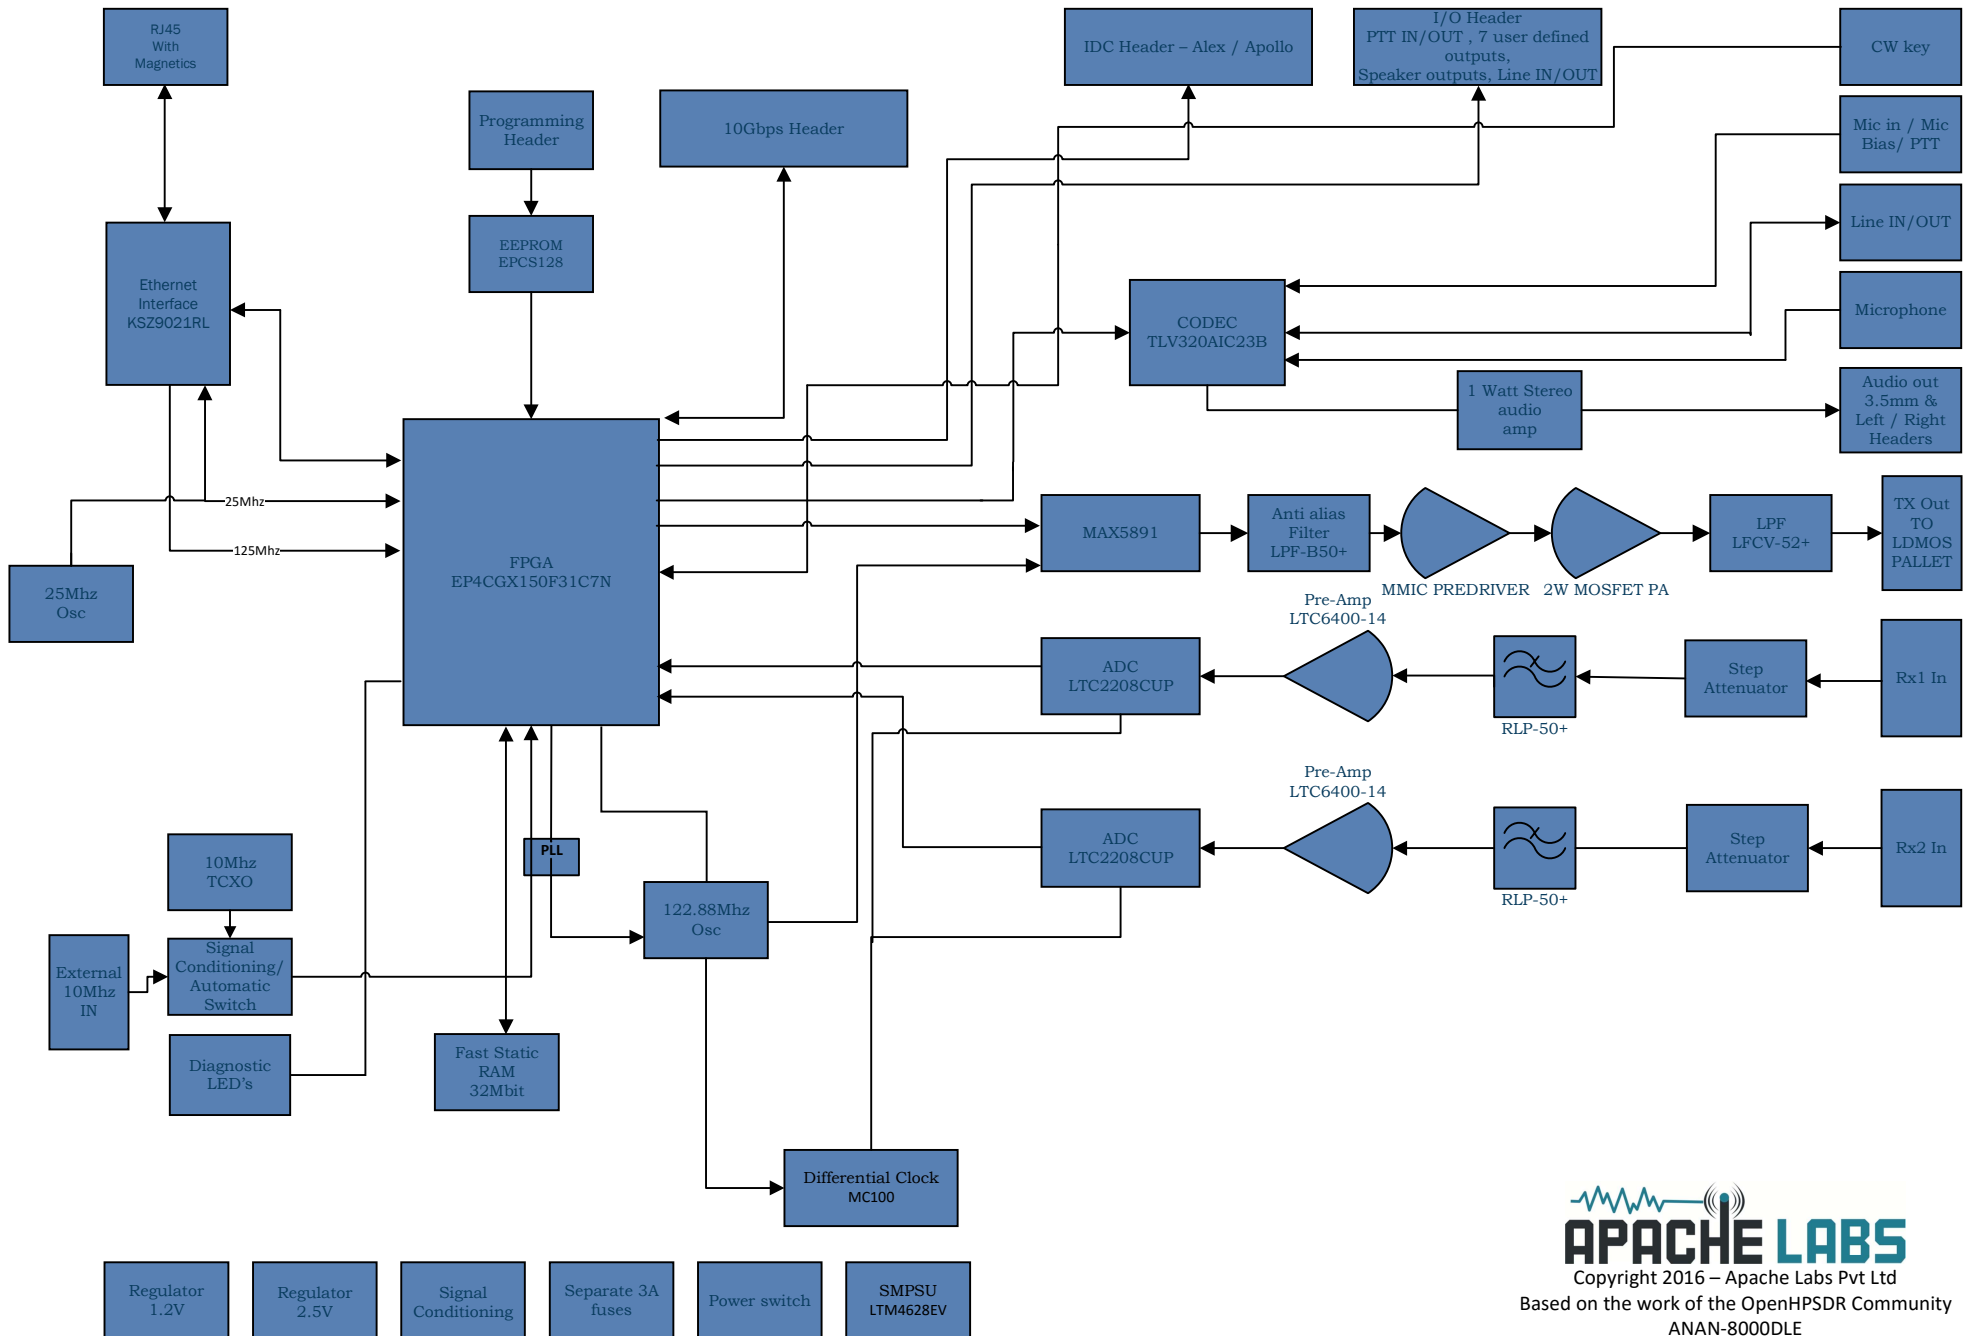 RJ45
With
Magnetics
Programming
Header
10Gbps Header
IDC Header – Alex / Apollo
I/O Header
PTT IN/OUT , 7 user defined
outputs,
Speaker outputs, Line IN/OUT
CW key
Mic in / Mic
Bias/ PTT
Line IN/OUT
Microphone
Audio out
3.5mm &
Left / Right
Headers
EEPROM
EPCS128
Ethernet
Interface
KSZ9021RL
CODEC
TLV320AIC23B
1 Watt Stereo
audio
amp
25Mhz
125Mhz
25Mhz
Osc
FPGA
EP4CGX150F31C7N
MAX5891
Anti alias
Filter
LPF-B50+
MMIC PREDRIVER
2W MOSFET PA
LPF
LFCV-52+
TX Out
TO
LDMOS
PALLET
Pre-Amp
LTC6400-14
ADC
LTC2208CUP
RLP-50+
Step
Attenuator
Rx1 In
Pre-Amp
LTC6400-14
ADC
LTC2208CUP
RLP-50+
Step
Attenuator
Rx2 In
PLL
10Mhz
TCXO
122.88Mhz
Osc
External
10Mhz
IN
Signal
Conditioning/
Automatic
Switch
Diagnostic
LED's
Fast Static
RAM
32Mbit
Differential Clock
MC100
Regulator
1.2V
Regulator
2.5V
Signal
Conditioning
Separate 3A
fuses
Power switch
SMPSU
LTM4628EV
APACHE LABS
Copyright 2016 – Apache Labs Pvt Ltd
Based on the work of the OpenHPSDR Community
ANAN-8000DLE